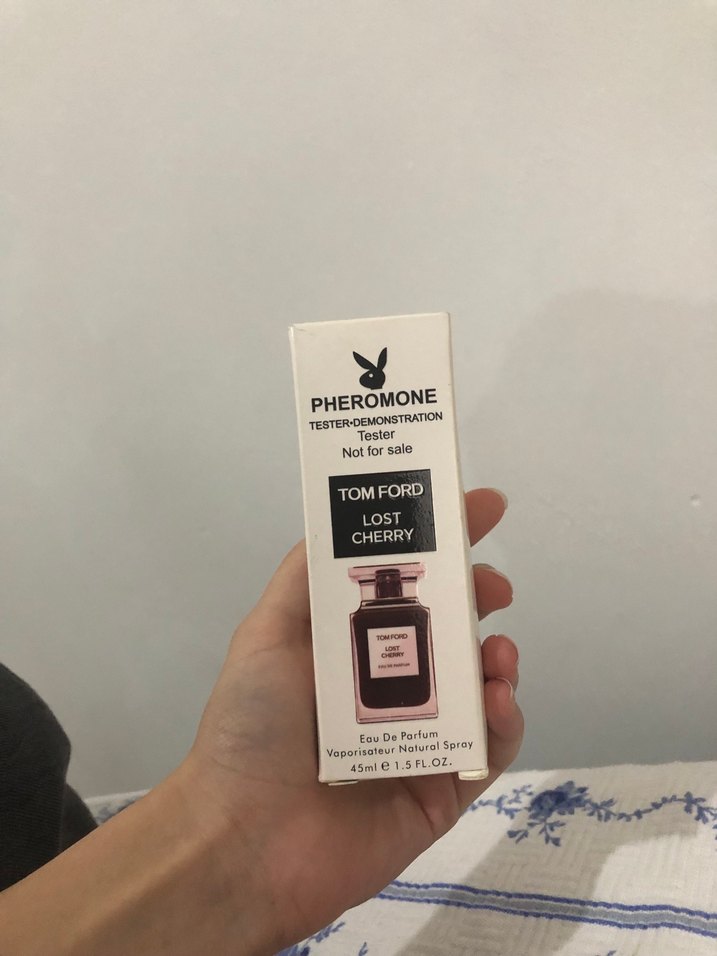 PHEROMONE
TESTER•DEMONSTRATION
Tester
Not for sale
TOM FORD
LOST
CHERRY
TOM FORD
LOST
CHERRY
EAU DE PARFUM
Eau De Parfum
Vaporisateur Natural Spray
45ml ℮ 1.5 FL.OZ.